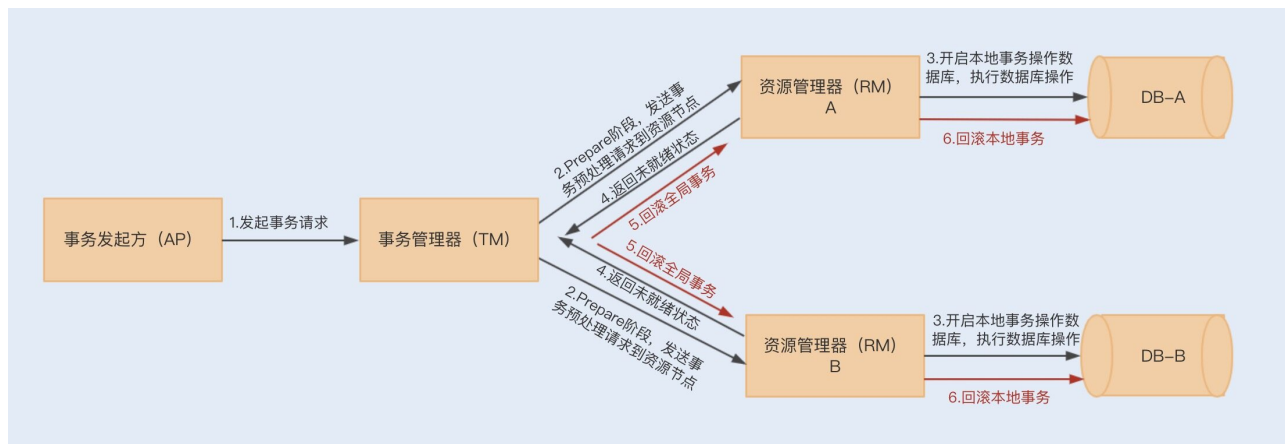 事务发起方（AP）
1.发起事务请求
事务管理器（TM）
2.Prepare阶段，发送事
务预处理请求到资源节点
4.返回未就绪状态
5.回滚全局事务
资源管理器（RM）
A
3.开启本地事务操作数
据库，执行数据库操作
6.回滚本地事务
DB-A
5.回滚全局事务
4.返回未就绪状态
2.Prepare阶段，发送事
务预处理请求到资源节点
资源管理器（RM）
B
3.开启本地事务操作数
据库，执行数据库操作
6.回滚本地事务
DB-B